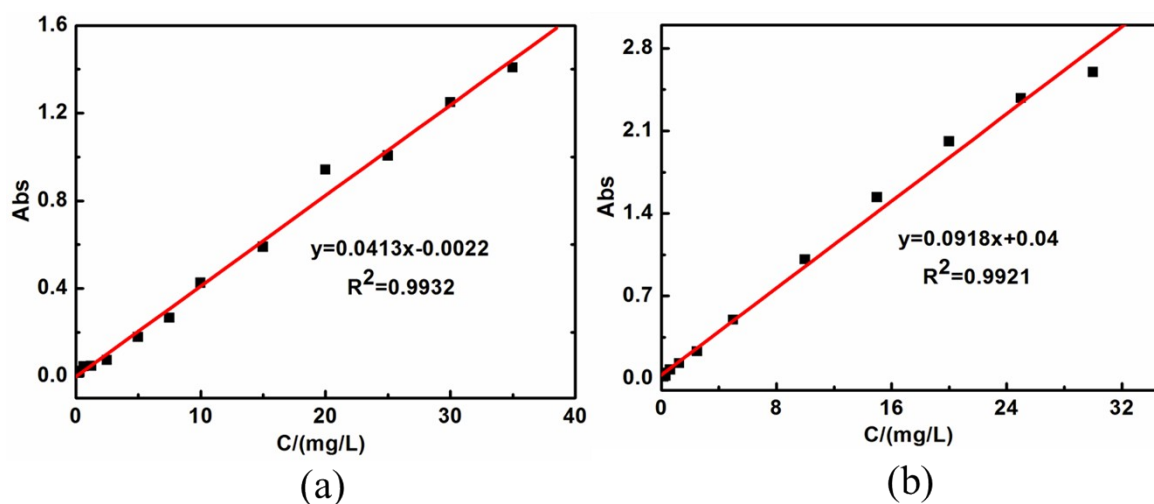 1.6
1.2
0.8
0.4
0.0
Abs
0
10
20
30
40
C/(mg/L)
y=0.0413x-0.0022
R²=0.9932
(a)
2.8
2.1
1.4
0.7
0.0
Abs
0
8
16
24
32
C/(mg/L)
y=0.0918x+0.04
R²=0.9921
(b)